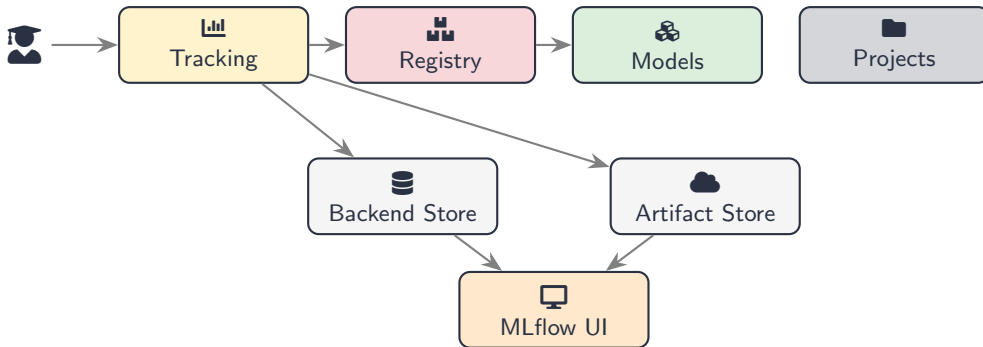 Tracking
Registry
Models
Projects
Backend Store
Artifact Store
MLflow UI